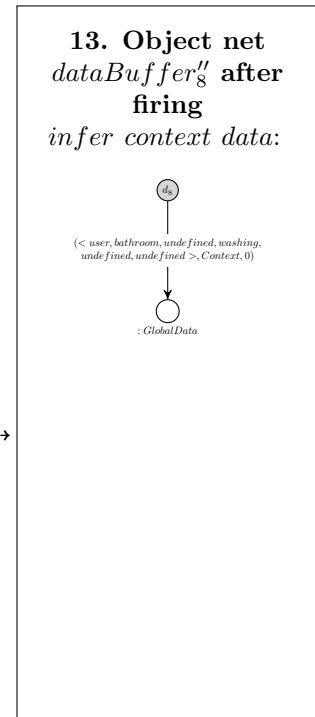 13. Object net
dataBuffer''₈ after
firing
infer context data:
d₈
(< user, bathroom, undefined, washing,
undefined, undefined >, Context, 0)
: GlobalData